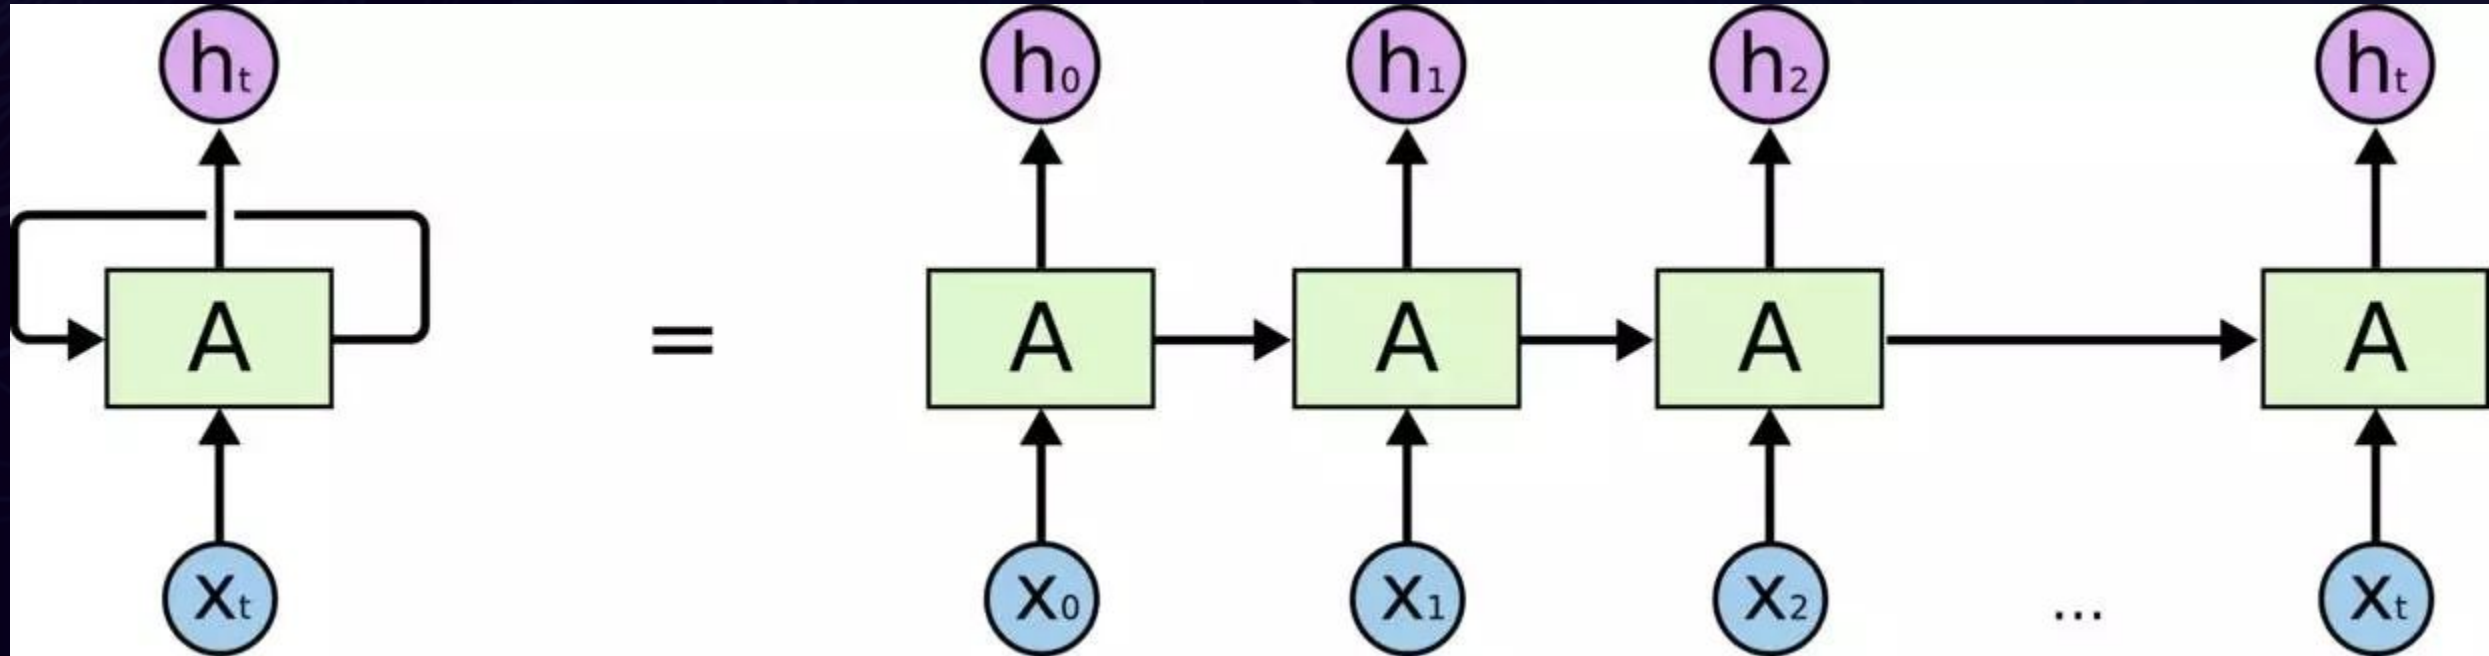 hₜ h₀ h₁ h₂ hₜ
A = A A A A
xₜ x₀ x₁ x₂ ... xₜ